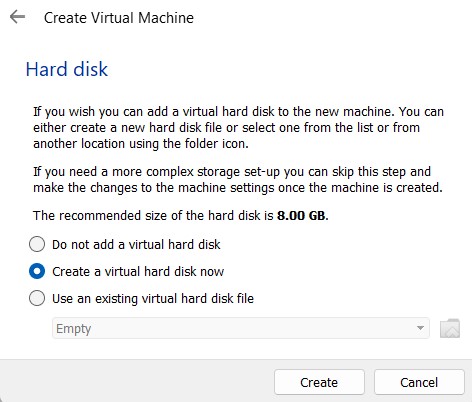 Create Virtual Machine
Hard disk
If you wish you can add a virtual hard disk to the new machine. You can
either create a new hard disk file or select one from the list or from
another location using the folder icon.
If you need a more complex storage set-up you can skip this step and
make the changes to the machine settings once the machine is created.
The recommended size of the hard disk is 8.00 GB.
Do not add a virtual hard disk
Create a virtual hard disk now
Use an existing virtual hard disk file
Empty
Create
Cancel